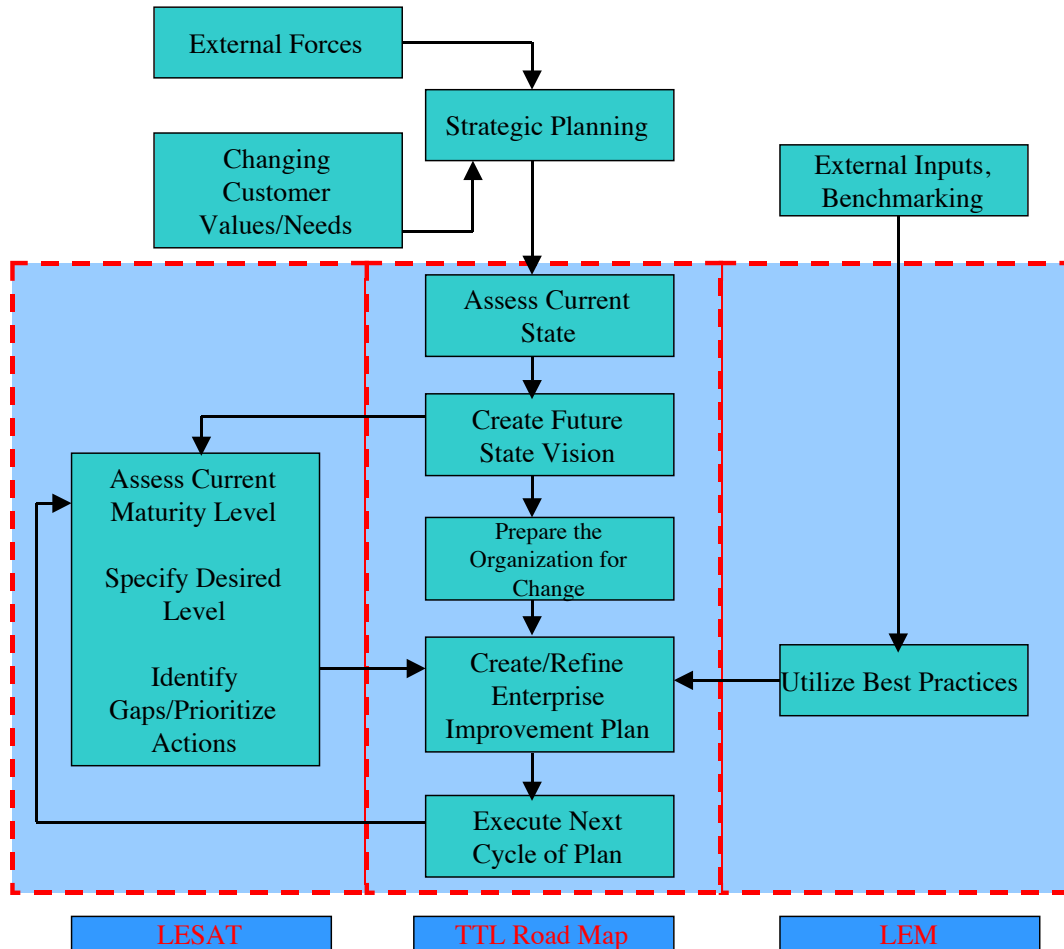 External Forces
Strategic Planning
Changing
Customer
Values/Needs
External Inputs,
Benchmarking
Assess Current
State
Create Future
State Vision
Assess Current
Maturity Level
Specify Desired
Level
Identify
Gaps/Prioritize
Actions
Prepare the
Organization for
Change
Create/Refine
Enterprise
Improvement Plan
Utilize Best Practices
Execute Next
Cycle of Plan
LESAT
TTL Road Map
LEM